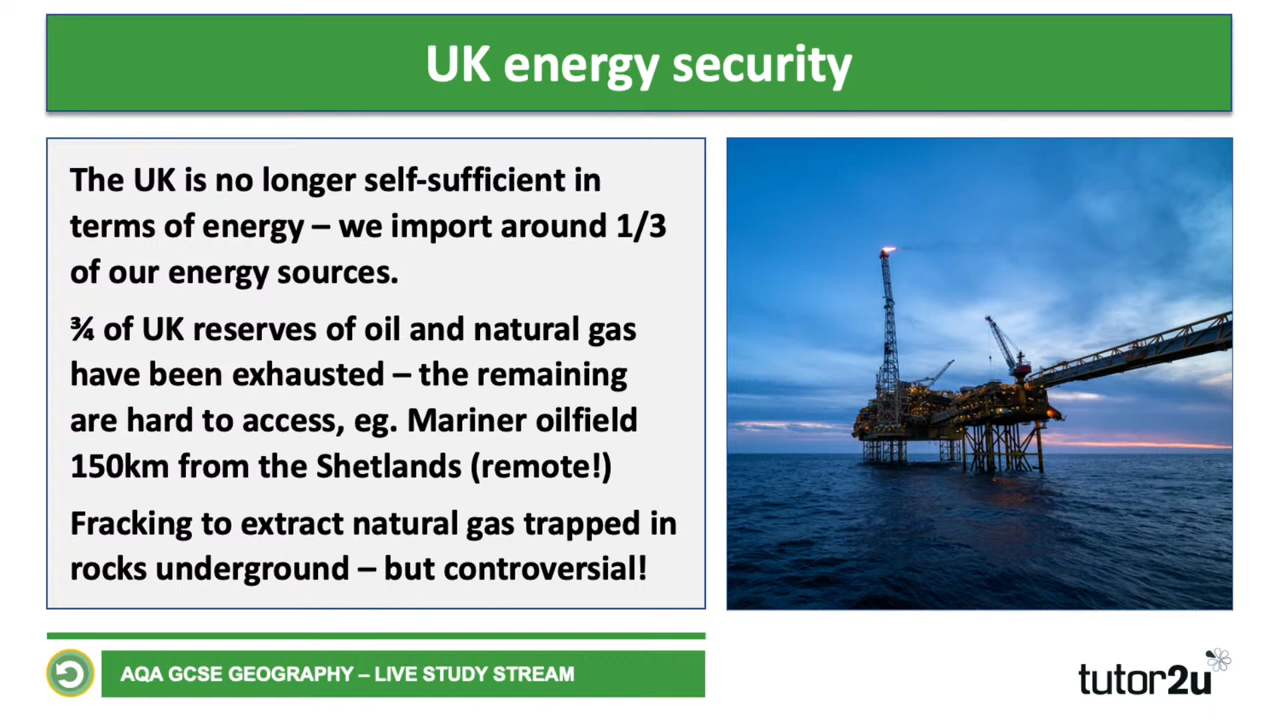 UK energy security
The UK is no longer self-sufficient in
terms of energy – we import around 1/3
of our energy sources.
¾ of UK reserves of oil and natural gas
have been exhausted – the remaining
are hard to access, eg. Mariner oilfield
150km from the Shetlands (remote!)
Fracking to extract natural gas trapped in
rocks underground – but controversial!
AQA GCSE GEOGRAPHY – LIVE STUDY STREAM
tutor2u